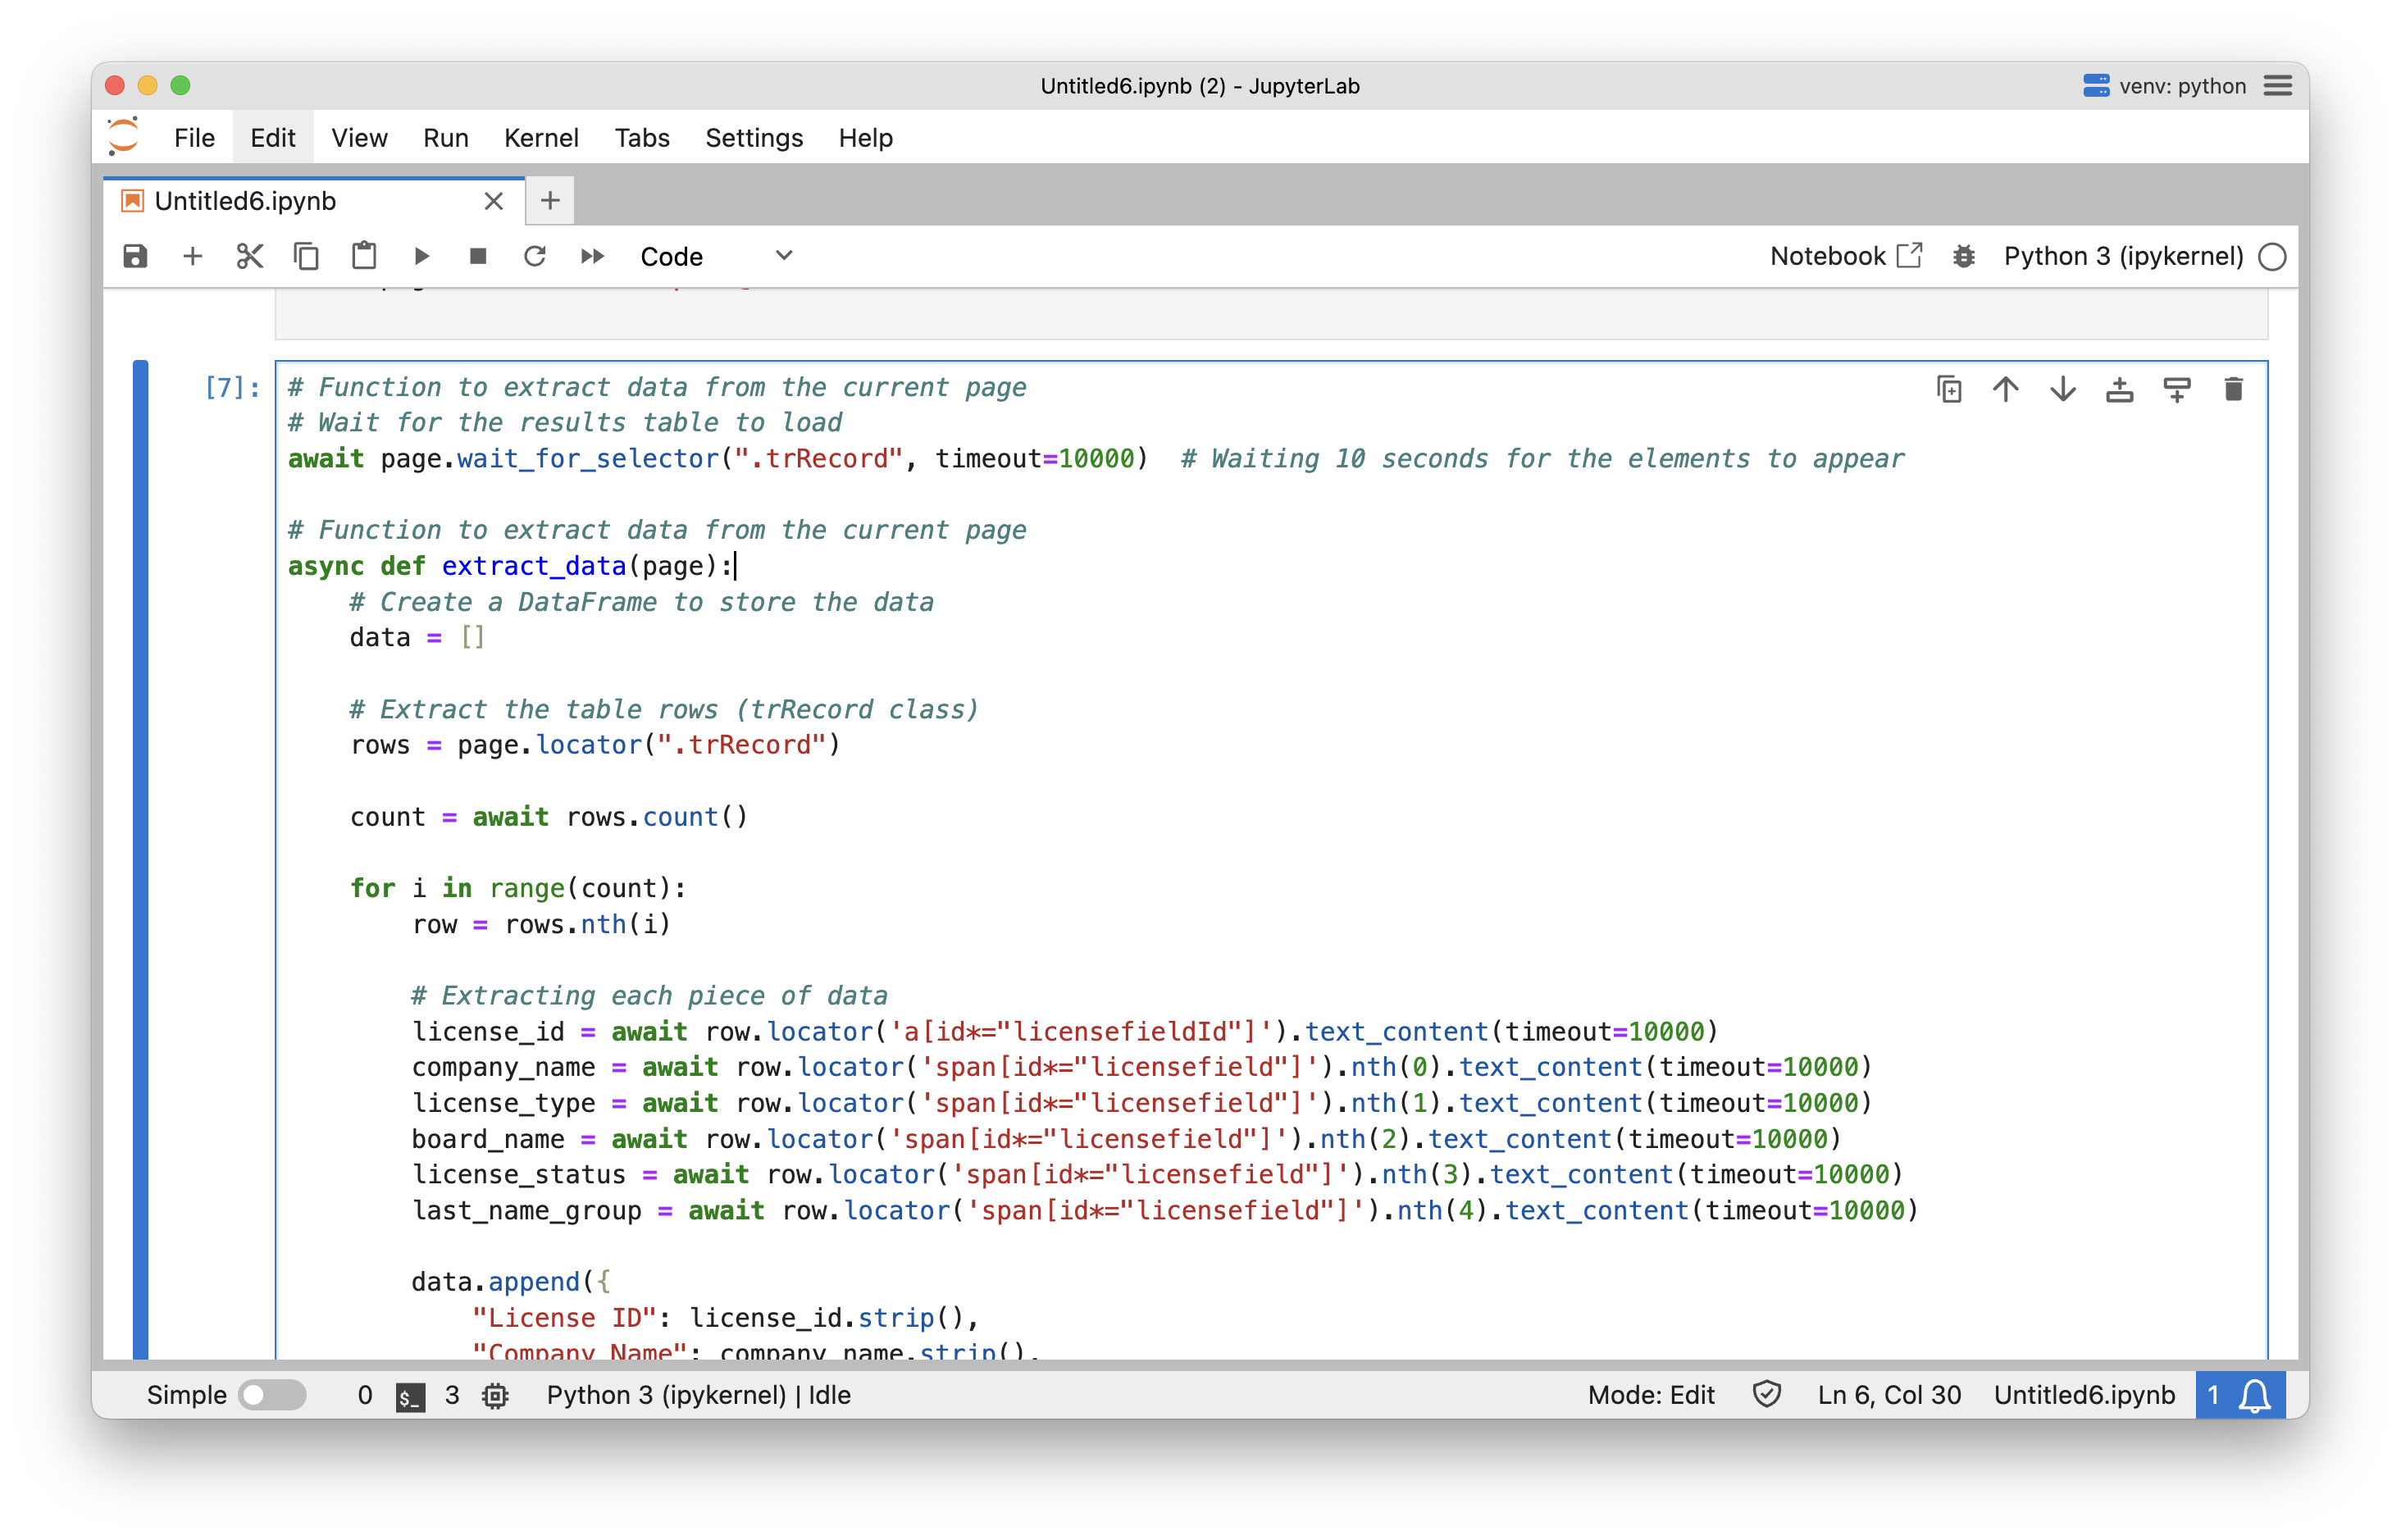 Untitled6.ipynb (2) - JupyterLab
venv: python
File Edit View Run Kernel Tabs Settings Help
Untitled6.ipynb
Code
Notebook
Python 3 (ipykernel)
[7]:
# Function to extract data from the current page
# Wait for the results table to load
await page.wait_for_selector(".trRecord", timeout=10000)  # Waiting 10 seconds for the elements to appear
# Function to extract data from the current page
async def extract_data(page):
    # Create a DataFrame to store the data
    data = []
    # Extract the table rows (trRecord class)
    rows = page.locator(".trRecord")
    count = await rows.count()
    for i in range(count):
        row = rows.nth(i)
        # Extracting each piece of data
        license_id = await row.locator('a[id*="licensefieldId"]').text_content(timeout=10000)
        company_name = await row.locator('span[id*="licensefield"]').nth(0).text_content(timeout=10000)
        license_type = await row.locator('span[id*="licensefield"]').nth(1).text_content(timeout=10000)
        board_name = await row.locator('span[id*="licensefield"]').nth(2).text_content(timeout=10000)
        license_status = await row.locator('span[id*="licensefield"]').nth(3).text_content(timeout=10000)
        last_name_group = await row.locator('span[id*="licensefield"]').nth(4).text_content(timeout=10000)
        data.append({
            "License ID": license_id.strip(),
            "Company Name": company_name.strip(),
Simple 0 $_ 3 Python 3 (ipykernel) | Idle
Mode: Edit Ln 6, Col 30 Untitled6.ipynb 1